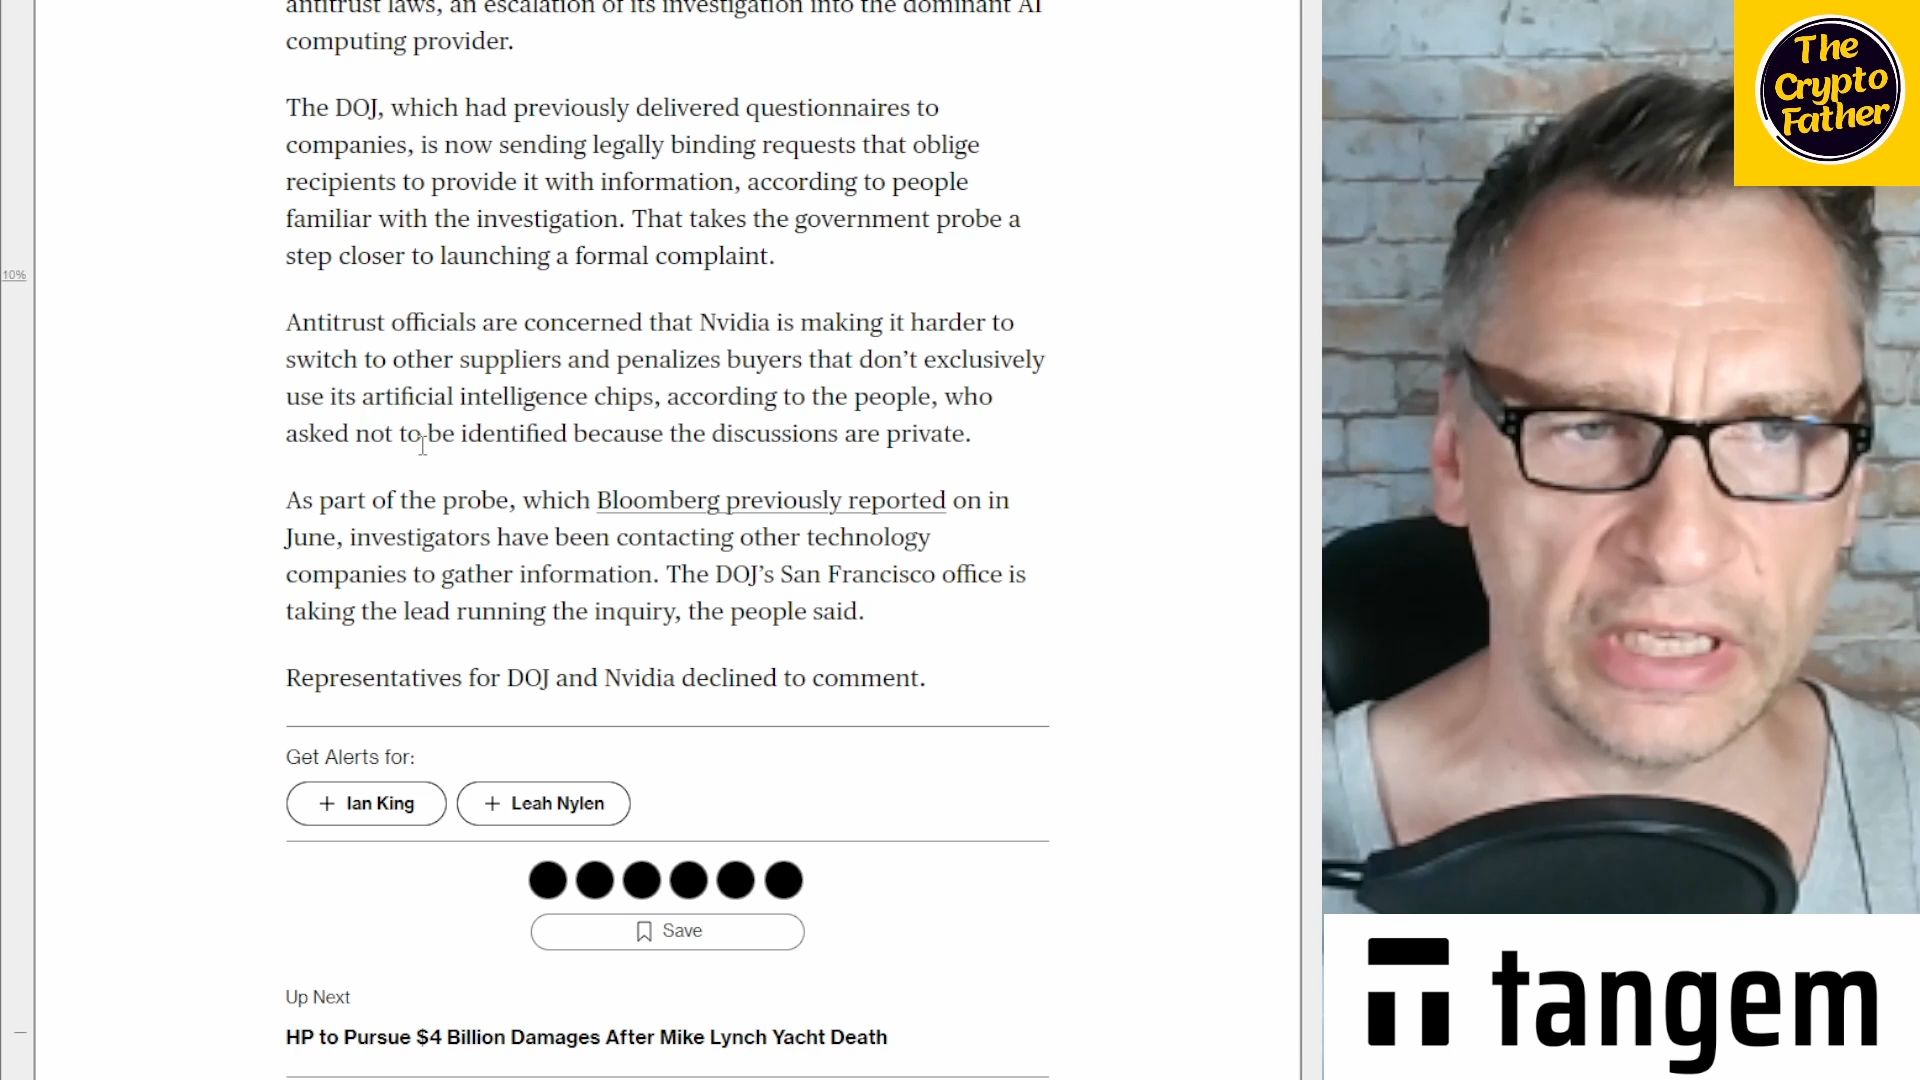 antitrust laws, an escalation of its investigation into the dominant AI
computing provider.
The DOJ, which had previously delivered questionnaires to
companies, is now sending legally binding requests that oblige
recipients to provide it with information, according to people
familiar with the investigation. That takes the government probe a
step closer to launching a formal complaint.
10%
Antitrust officials are concerned that Nvidia is making it harder to
switch to other suppliers and penalizes buyers that don’t exclusively
use its artificial intelligence chips, according to the people, who
asked not to be identified because the discussions are private.
As part of the probe, which Bloomberg previously reported on in
June, investigators have been contacting other technology
companies to gather information. The DOJ’s San Francisco office is
taking the lead running the inquiry, the people said.
Representatives for DOJ and Nvidia declined to comment.
Get Alerts for:
+ Ian King + Leah Nylen
Save
Up Next
HP to Pursue $4 Billion Damages After Mike Lynch Yacht Death
The
Crypto
Father
tangem